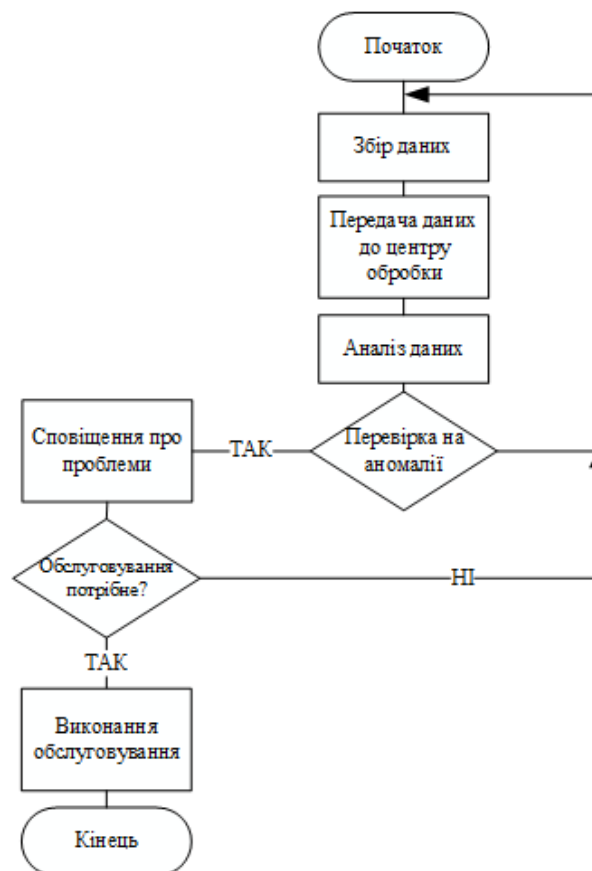 Початок
Збір даних
Передача даних
до центру
обробки
Аналіз даних
Перевірка на
аномалії
ТАК
Сповіщення про
проблеми
Обслуговування
потрібне?
НІ
ТАК
Виконання
обслуговування
Кінець